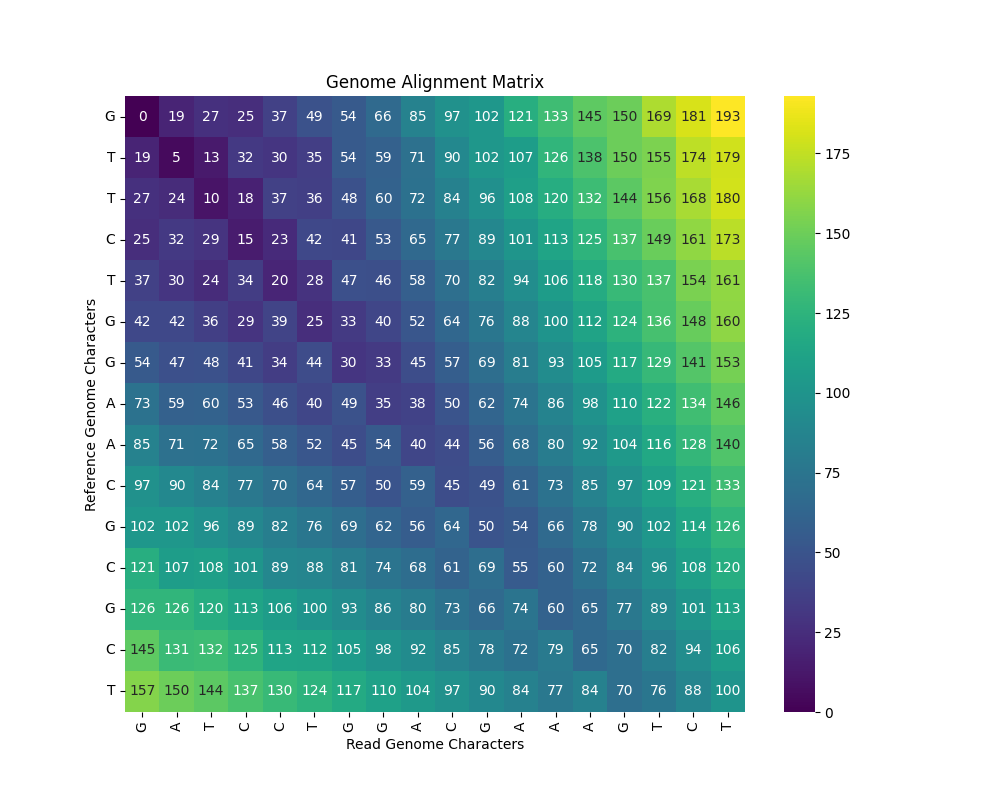 Genome Alignment Matrix
Reference Genome Characters
G 0 19 27 25 37 49 54 66 85 97 102 121 133 145 150 169 181 193
T 19 5 13 32 30 35 54 59 71 90 102 107 126 138 150 155 174 179
T 27 24 10 18 37 36 48 60 72 84 96 108 120 132 144 156 168 180
C 25 32 29 15 23 42 41 53 65 77 89 101 113 125 137 149 161 173
T 37 30 24 34 20 28 47 46 58 70 82 94 106 118 130 137 154 161
G 42 42 36 29 39 25 33 40 52 64 76 88 100 112 124 136 148 160
G 54 47 48 41 34 44 30 33 45 57 69 81 93 105 117 129 141 153
A 73 59 60 53 46 40 49 35 38 50 62 74 86 98 110 122 134 146
A 85 71 72 65 58 52 45 54 40 44 56 68 80 92 104 116 128 140
C 97 90 84 77 70 64 57 50 59 45 49 61 73 85 97 109 121 133
G 102 102 96 89 82 76 69 62 56 64 50 54 66 78 90 102 114 126
C 121 107 108 101 89 88 81 74 68 61 69 55 60 72 84 96 108 120
G 126 126 120 113 106 100 93 86 80 73 66 74 60 65 77 89 101 113
C 145 131 132 125 113 112 105 98 92 85 78 72 79 65 70 82 94 106
T 157 150 144 137 130 124 117 110 104 97 90 84 77 84 70 76 88 100
G A T C C T G G A C G A A A G T C T
Read Genome Characters
175
150
125
100
75
50
25
0